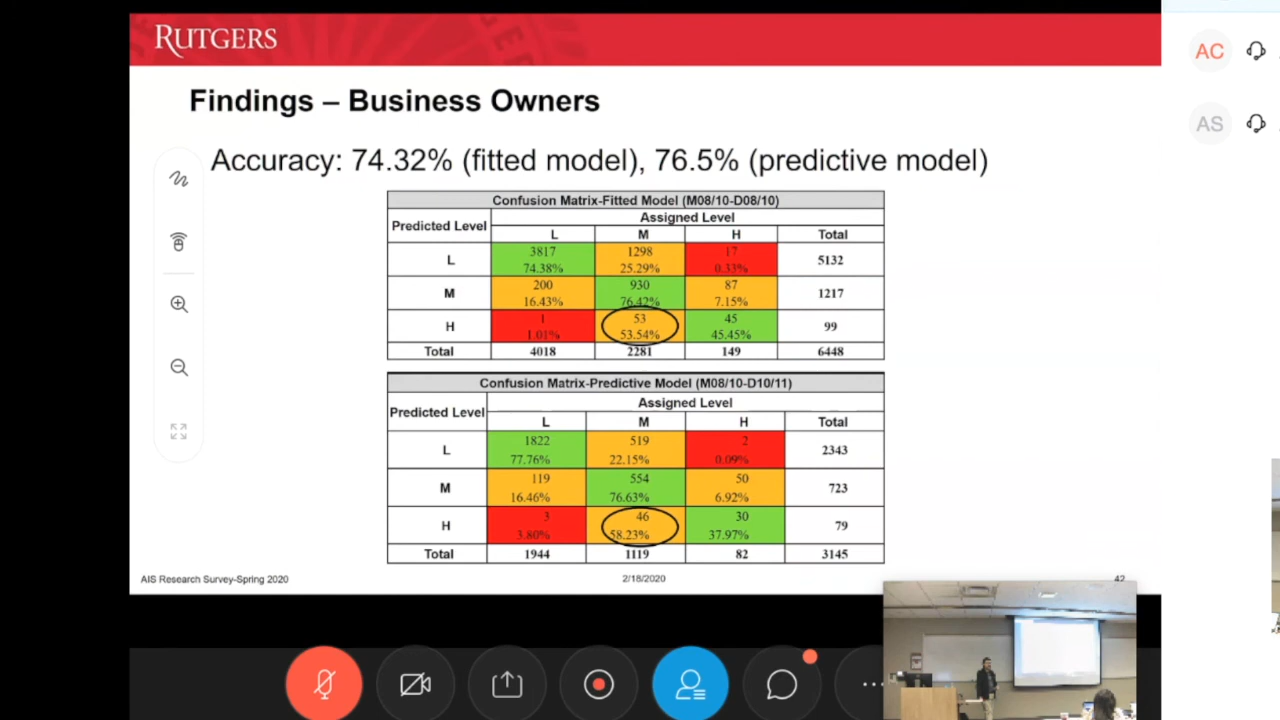 RUTGERS
AC
AS
Findings – Business Owners
Accuracy: 74.32% (fitted model), 76.5% (predictive model)
Confusion Matrix-Fitted Model (M08/10-D08/10)
Predicted Level
Assigned Level
L M H Total
L 3817 1298 17 5132
74.38% 25.29% 0.33%
M 200 930 87 1217
16.43% 76.42% 7.15%
H 1 53 45 99
1.01% 53.54% 45.45%
Total 4018 2281 149 6448
Confusion Matrix-Predictive Model (M08/10-D10/11)
Predicted Level
Assigned Level
L M H Total
L 1822 519 2 2343
77.76% 22.15% 0.09%
M 119 554 50 723
16.46% 76.63% 6.92%
H 3 46 30 79
3.80% 58.23% 37.97%
Total 1944 1119 82 3145
AIS Research Survey-Spring 2020 2/18/2020 42